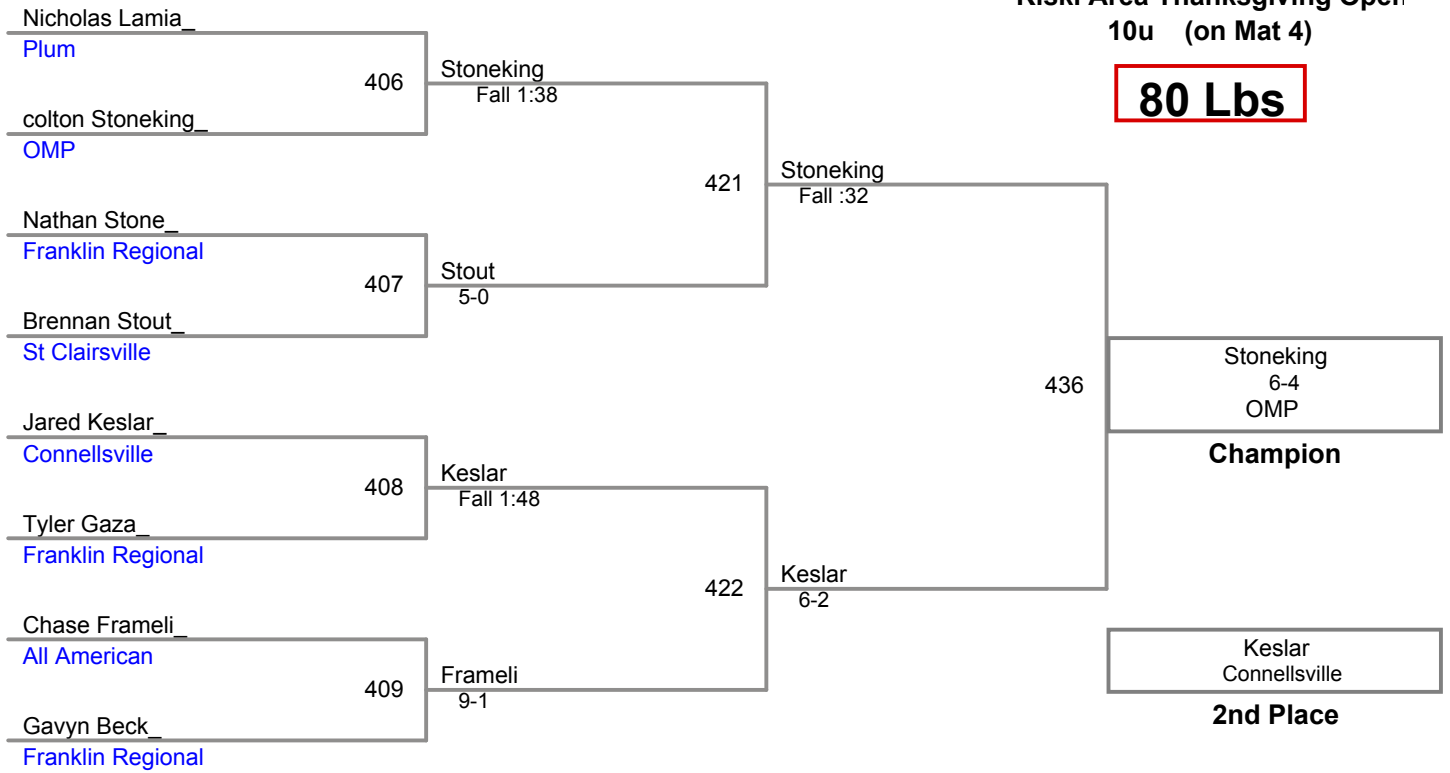 Kiski Area Thanksgiving Open
10u (on Mat 4)
80 Lbs
Nicholas Lamia_
Plum
406
Stoneking
Fall 1:38
colton Stoneking_
OMP
421
Stoneking
Fall :32
Nathan Stone_
Franklin Regional
407
Stout
5-0
Brennan Stout_
St Clairsville
436
Stoneking
6-4
OMP
Champion
Jared Keslar_
Connellsville
408
Keslar
Fall 1:48
Tyler Gaza_
Franklin Regional
422
Keslar
6-2
Chase Frameli_
All American
409
Frameli
9-1
Gavyn Beck_
Franklin Regional
Keslar
Connellsville
2nd Place